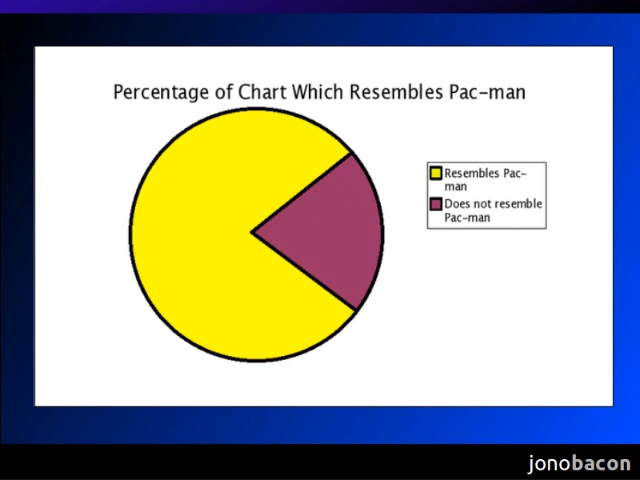 Percentage of Chart Which Resembles Pac-man
Resembles Pac-
man
Does not resemble
Pac-man
jonobacon